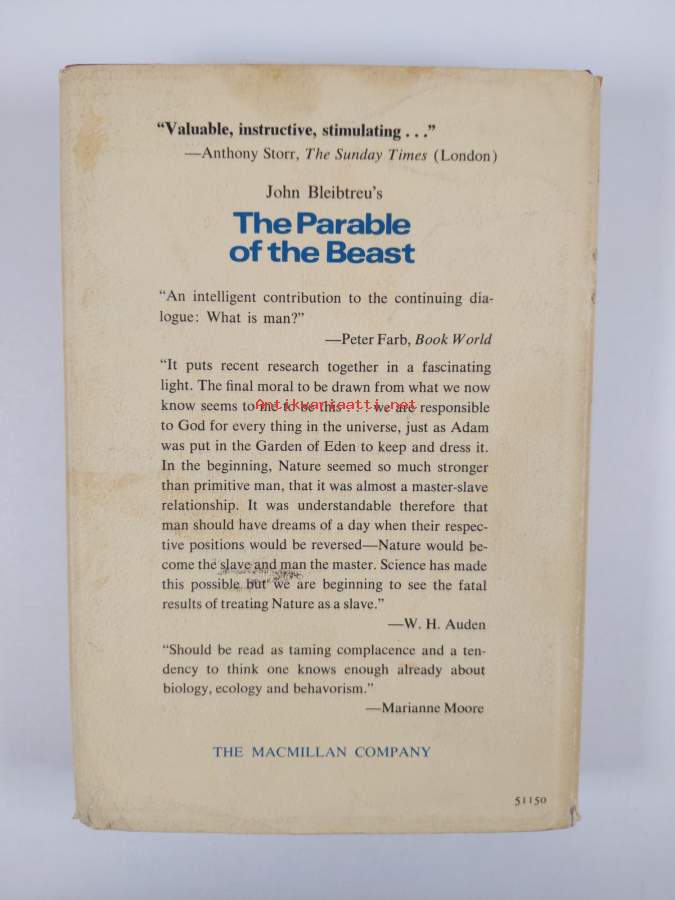 “Valuable, instructive, stimulating . . .”
—Anthony Storr, The Sunday Times (London)
John Bleibtreu's
The Parable
of the Beast
“An intelligent contribution to the continuing dia-
logue: What is man?”
—Peter Farb, Book World
“It puts recent research together in a fascinating
light. The final moral to be drawn from what we now
know seems to me to be this . . . we are responsible
Antikvariaatti.net
to God for every thing in the universe, just as Adam
was put in the Garden of Eden to keep and dress it.
In the beginning, Nature seemed so much stronger
than primitive man, that it was almost a master-slave
relationship. It was understandable therefore that
man should have dreams of a day when their respec-
tive positions would be reversed—Nature would be-
come the slave and man the master. Science has made
this possible but we are beginning to see the fatal
results of treating Nature as a slave.”
—W. H. Auden
“Should be read as taming complacence and a ten-
dency to think one knows enough already about
biology, ecology and behavorism.”
—Marianne Moore
THE MACMILLAN COMPANY
51150